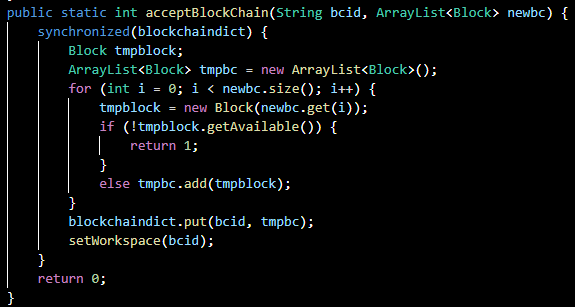 public static int acceptBlockChain(String bcid, ArrayList<Block> newbc) {
    synchronized(blockchaindict) {
        Block tmpblock;
        ArrayList<Block> tmpbc = new ArrayList<Block>();
        for (int i = 0; i < newbc.size(); i++) {
            tmpblock = new Block(newbc.get(i));
            if (!tmpblock.getAvailable()) {
                return 1;
            }
            else tmpbc.add(tmpblock);
        }
        blockchaindict.put(bcid, tmpbc);
        setWorkspace(bcid);
    }
    return 0;
}